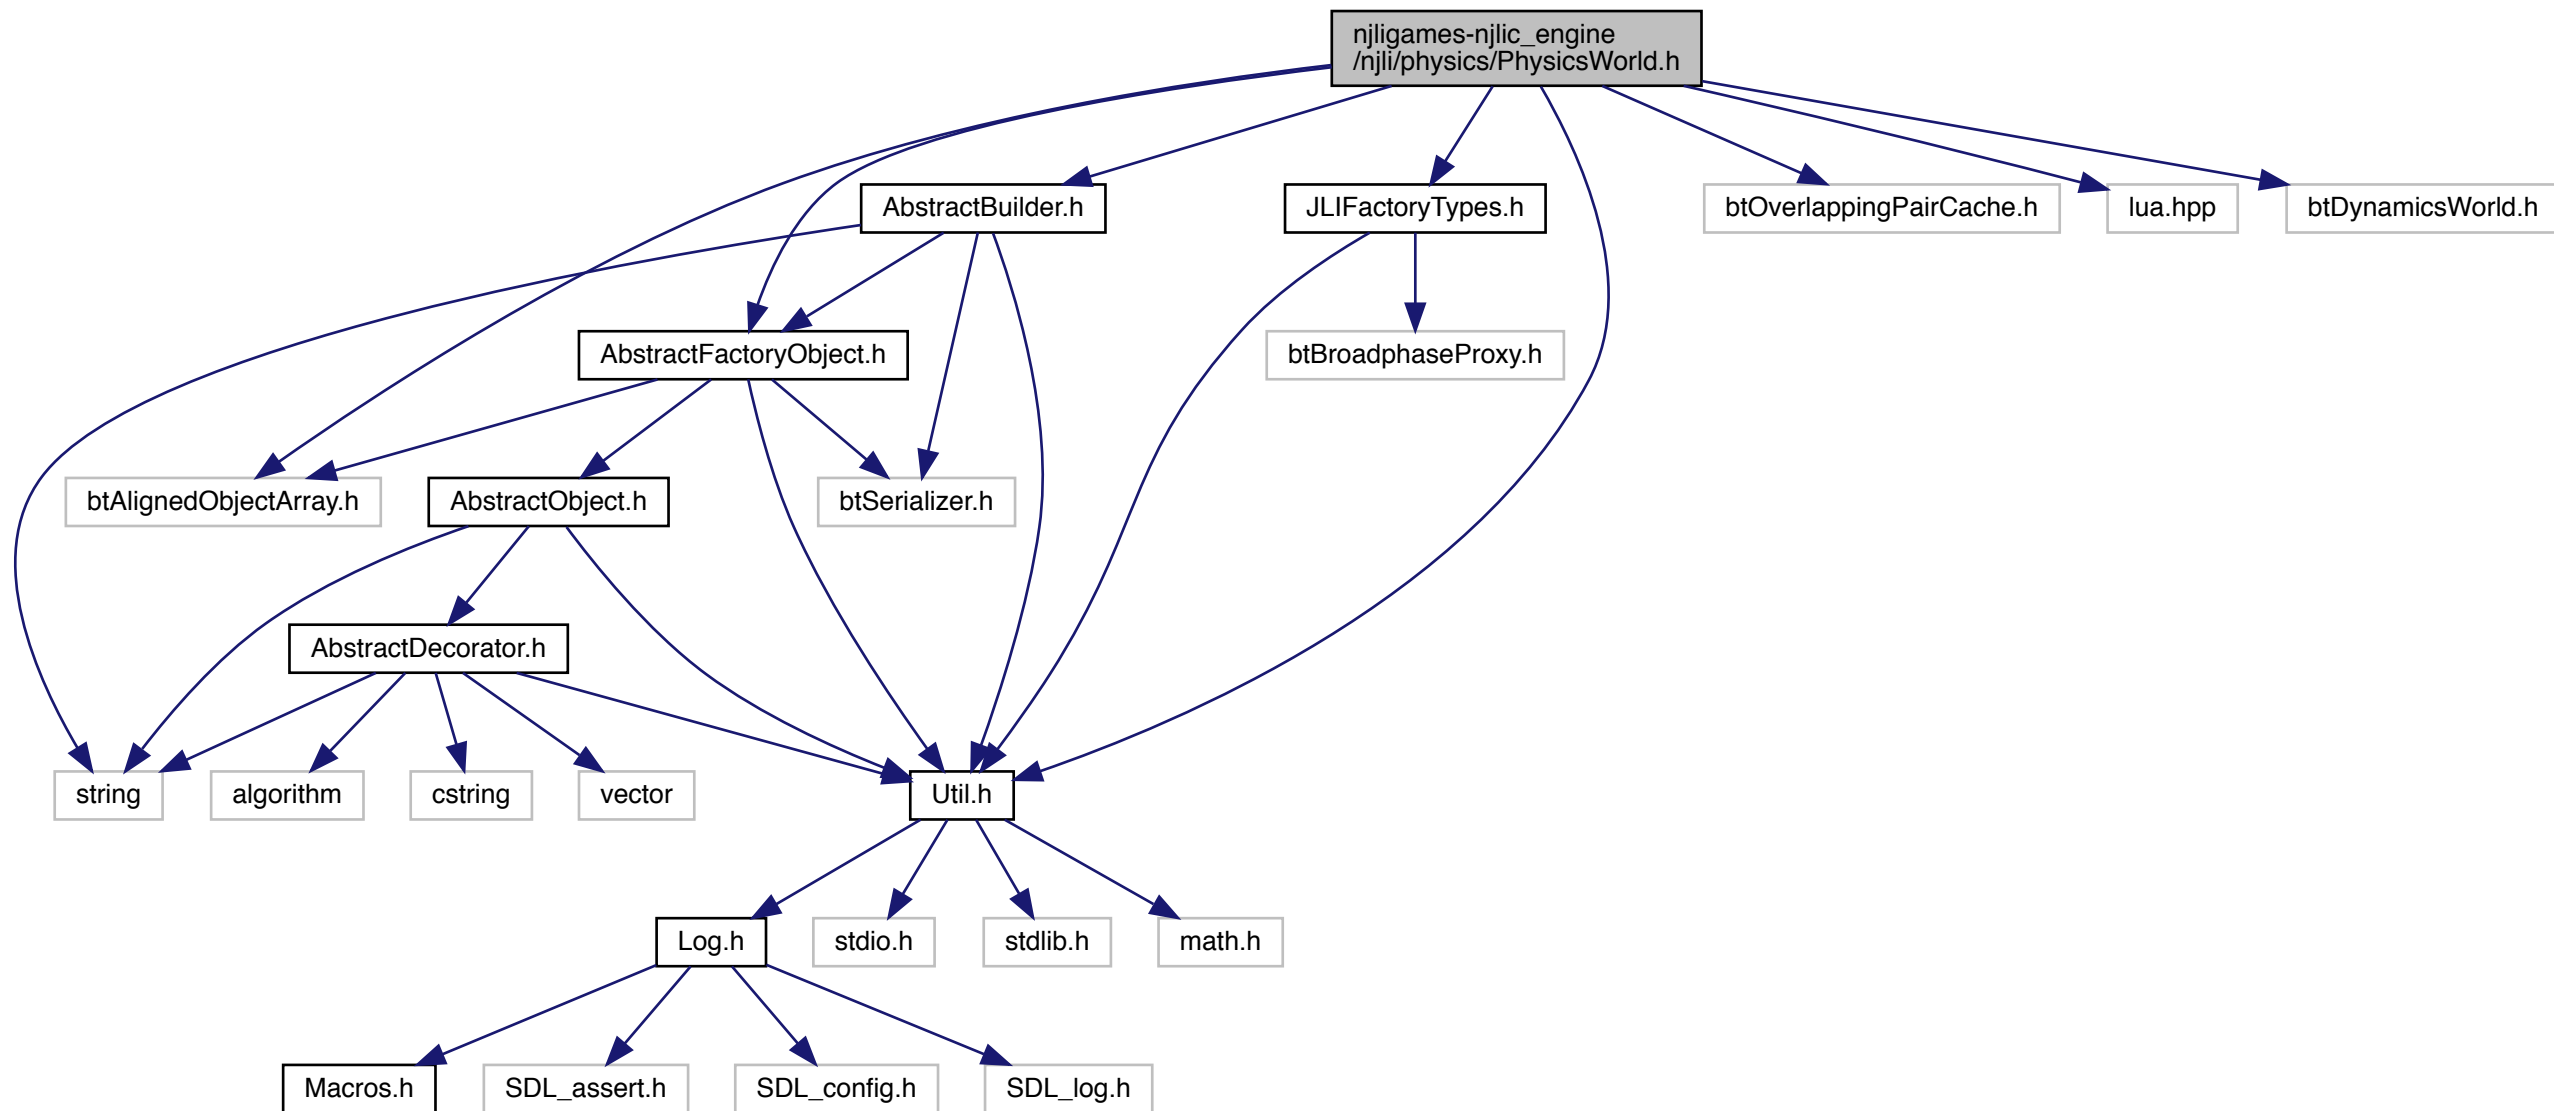 njligames-njlic_engine
/njli/physics/PhysicsWorld.h
AbstractBuilder.h
JLIFactoryTypes.h
btOverlappingPairCache.h
lua.hpp
btDynamicsWorld.h
AbstractFactoryObject.h
btBroadphaseProxy.h
btAlignedObjectArray.h
AbstractObject.h
btSerializer.h
AbstractDecorator.h
string
algorithm
cstring
vector
Util.h
Log.h
stdio.h
stdlib.h
math.h
Macros.h
SDL_assert.h
SDL_config.h
SDL_log.h